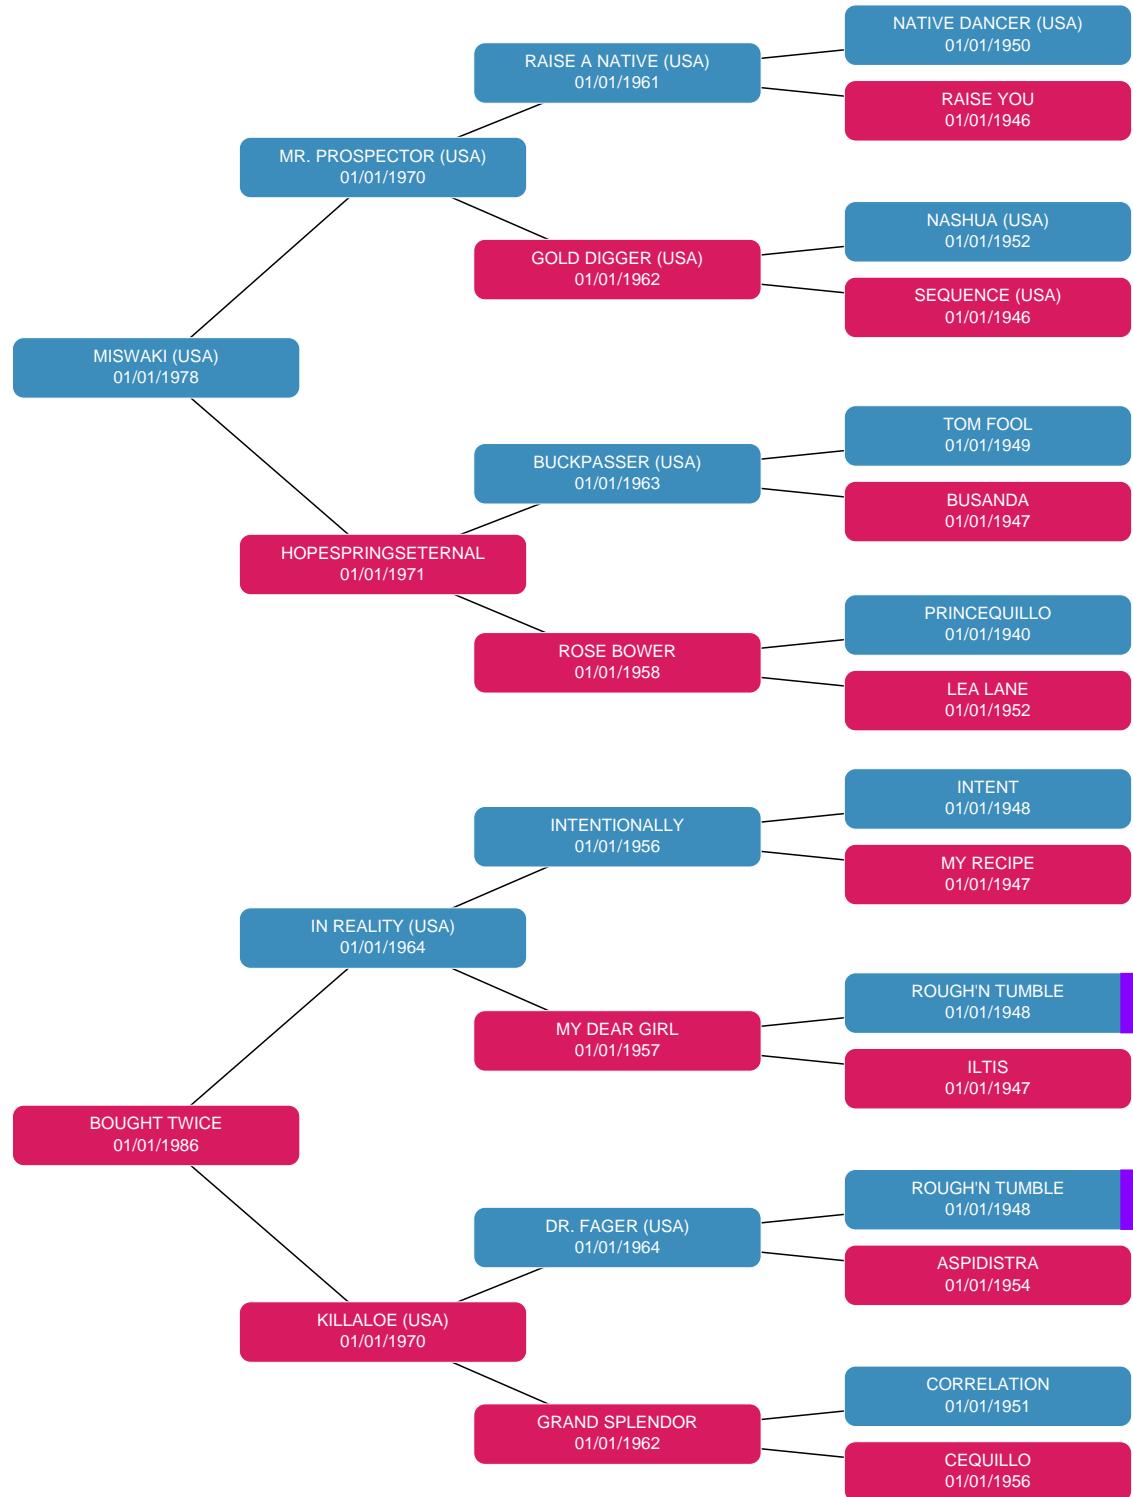 NATIVE DANCER (USA)
01/01/1950
RAISE A NATIVE (USA)
01/01/1961
RAISE YOU
01/01/1946
MR. PROSPECTOR (USA)
01/01/1970
NASHUA (USA)
01/01/1952
GOLD DIGGER (USA)
01/01/1962
SEQUENCE (USA)
01/01/1946
MISWAKI (USA)
01/01/1978
TOM FOOL
01/01/1949
BUCKPASSER (USA)
01/01/1963
BUSANDA
01/01/1947
HOPESPRINGSETERNAL
01/01/1971
PRINCEQUILLO
01/01/1940
ROSE BOWER
01/01/1958
LEA LANE
01/01/1952
INTENT
01/01/1948
INTENTIONALLY
01/01/1956
MY RECIPE
01/01/1947
IN REALITY (USA)
01/01/1964
ROUGH'N TUMBLE
01/01/1948
MY DEAR GIRL
01/01/1957
ILTIS
01/01/1947
BOUGHT TWICE
01/01/1986
ROUGH'N TUMBLE
01/01/1948
DR. FAGER (USA)
01/01/1964
ASPIDISTRA
01/01/1954
KILLALOE (USA)
01/01/1970
CORRELATION
01/01/1951
GRAND SPLENDOR
01/01/1962
CEQUILLO
01/01/1956